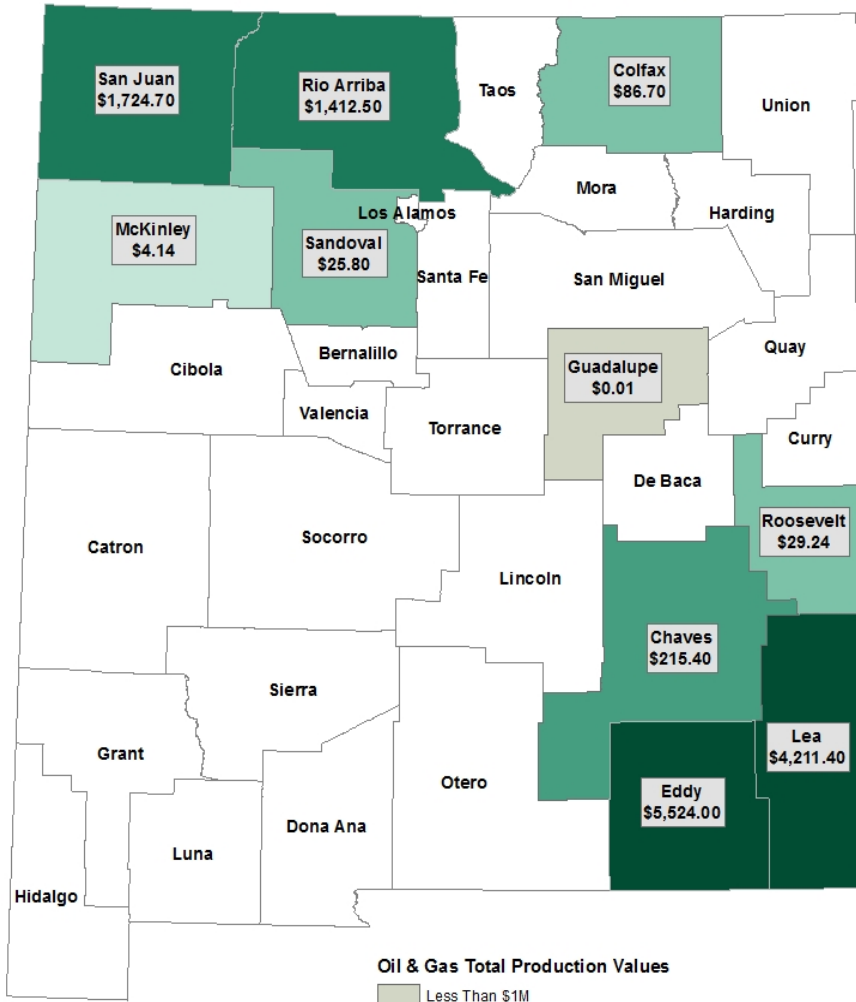 San Juan
$1,724.70
Rio Arriba
$1,412.50
Taos
Colfax
$86.70
Union
Mora
Harding
McKinley
$4.14
Los Alamos
Sandoval
$25.80
Santa Fe
San Miguel
Cibola
Bernalillo
Guadalupe
$0.01
Quay
Valencia
Torrance
Curry
De Baca
Catron
Socorro
Roosevelt
$29.24
Lincoln
Chaves
$215.40
Sierra
Lea
$4,211.40
Grant
Otero
Eddy
$5,524.00
Dona Ana
Luna
Hidalgo
Oil & Gas Total Production Values
Less Than $1M